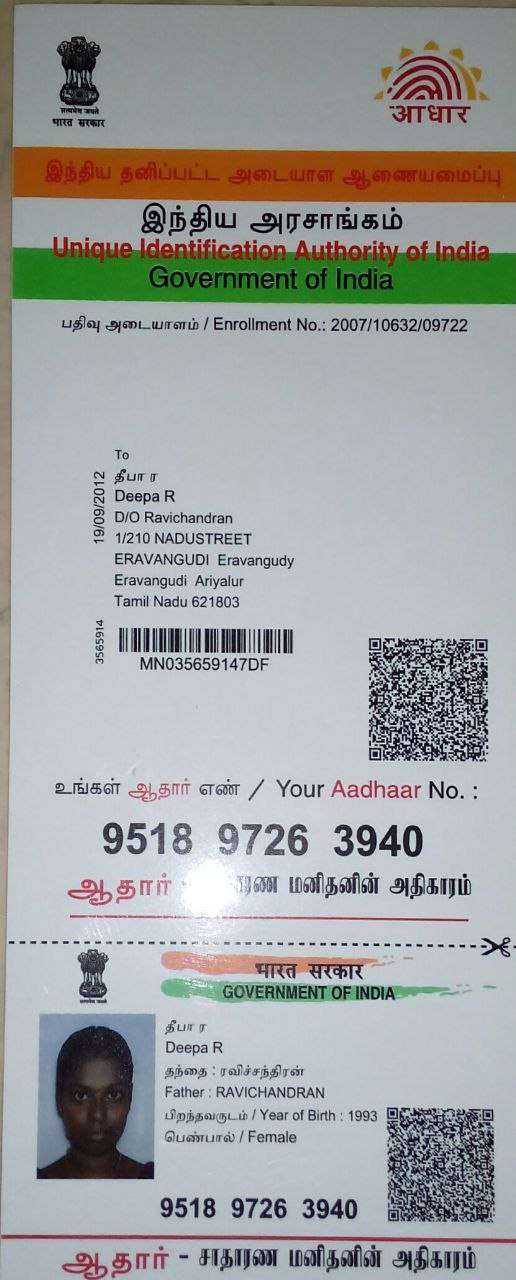 सत्यमेव जयते
भारत सरकार
आधार
இந்திய தனிப்பட்ட அடையாள ஆணையமைப்பு
இந்திய அரசாங்கம்
Unique Identification Authority of India
Government of India
பதிவு அடையாளம் / Enrollment No.: 2007/10632/09722
To
தீபா ர
Deepa R
D/O Ravichandran
1/210 NADUSTREET
ERAVANGUDI Eravangudy
Eravangudi Ariyalur
Tamil Nadu 621803
19/09/2012
3565914
MN035659147DF
உங்கள் ஆதார் எண் / Your Aadhaar No. :
9518 9726 3940
ஆதார் - மனிதனின் அதிகாரம்
भारत सरकार
GOVERNMENT OF INDIA
தீபா ர
Deepa R
தந்தை : ரவிச்சந்திரன்
Father : RAVICHANDRAN
பிறந்தவருடம் / Year of Birth : 1993
பெண்பால் / Female
9518 9726 3940
ஆதார் - சாதாரண மனிதனின் அதிகாரம்